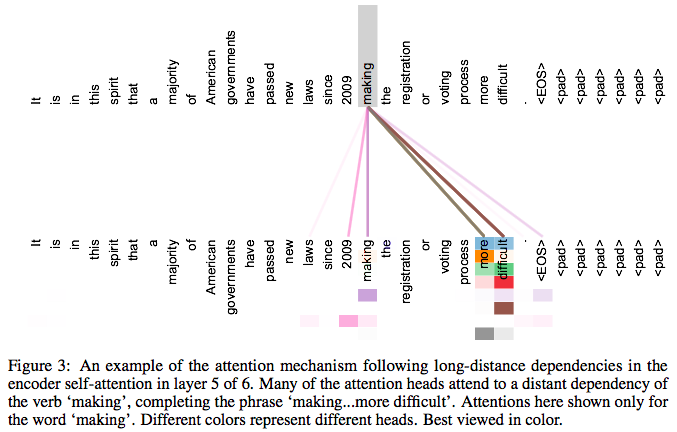 It is in this spirit that a majority of American governments have passed new laws since 2009 making the registration or voting process more difficult . <EOS> <pad> <pad> <pad> <pad> <pad> <pad>
It is in this spirit that a majority of American governments have passed new laws since 2009 making the registration or voting process more difficult . <EOS> <pad> <pad> <pad> <pad> <pad> <pad>
Figure 3: An example of the attention mechanism following long-distance dependencies in the
encoder self-attention in layer 5 of 6. Many of the attention heads attend to a distant dependency of
the verb ‘making’, completing the phrase ‘making...more difficult’. Attentions here shown only for
the word ‘making’. Different colors represent different heads. Best viewed in color.